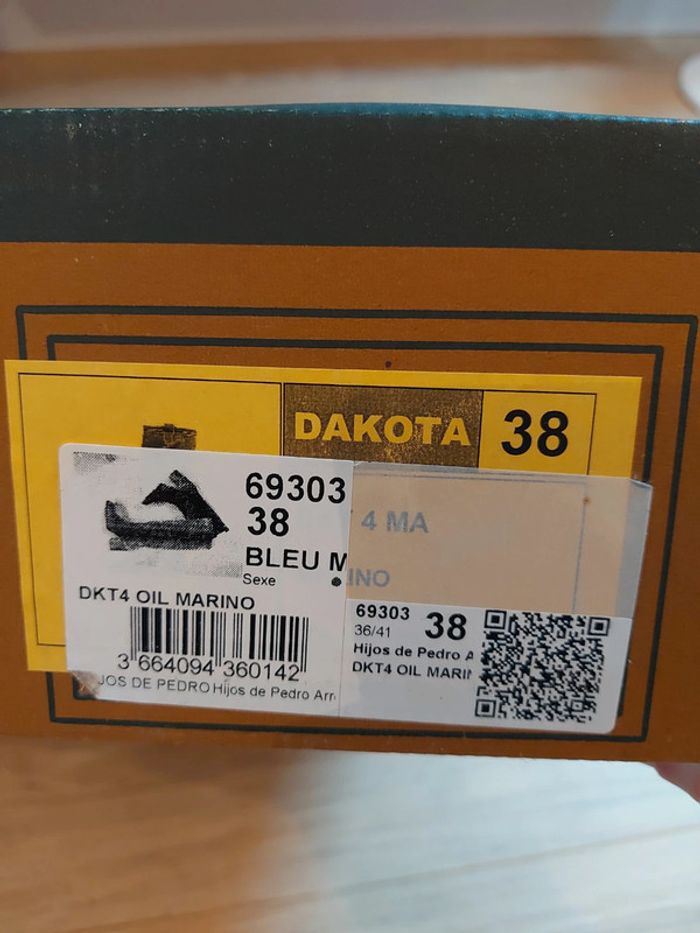 DAKOTA 38
4 MA
69303
38
BLEU M
Sexe
DKT4 OIL MARINO
3 664094 360142
JOS DE PEDRO Hijos de Pedro Arr
INO
69303 38
36/41
Hijos de Pedro A
DKT4 OIL MARIN